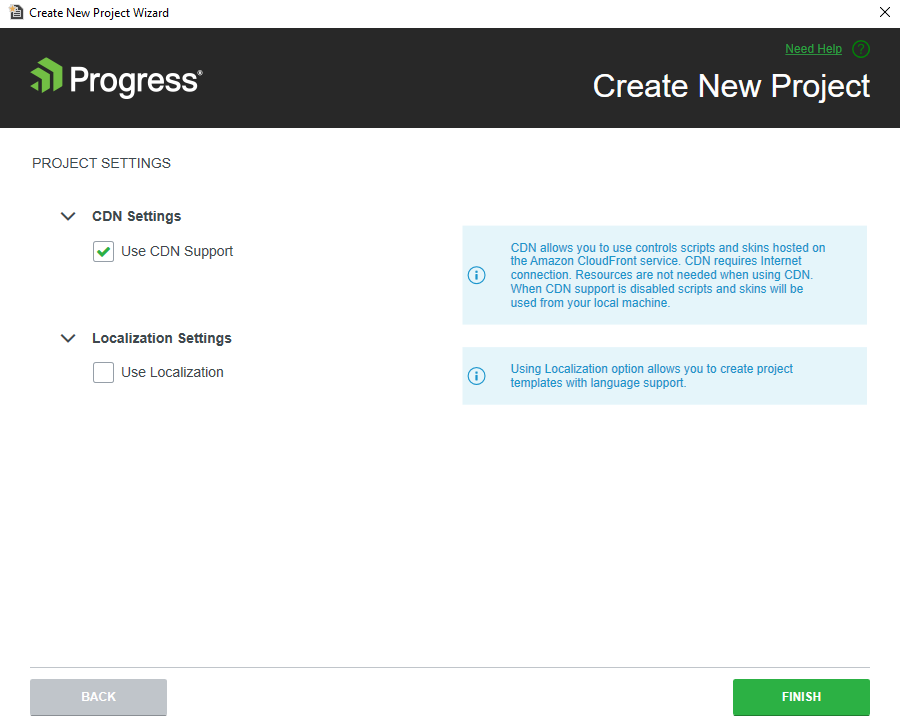 Create New Project Wizard
Need Help ?
Progress®
Create New Project
PROJECT SETTINGS
CDN Settings
Use CDN Support
CDN allows you to use controls scripts and skins hosted on
the Amazon CloudFront service. CDN requires Internet
connection. Resources are not needed when using CDN.
When CDN support is disabled scripts and skins will be
used from your local machine.
Localization Settings
Use Localization
Using Localization option allows you to create project
templates with language support.
BACK
FINISH